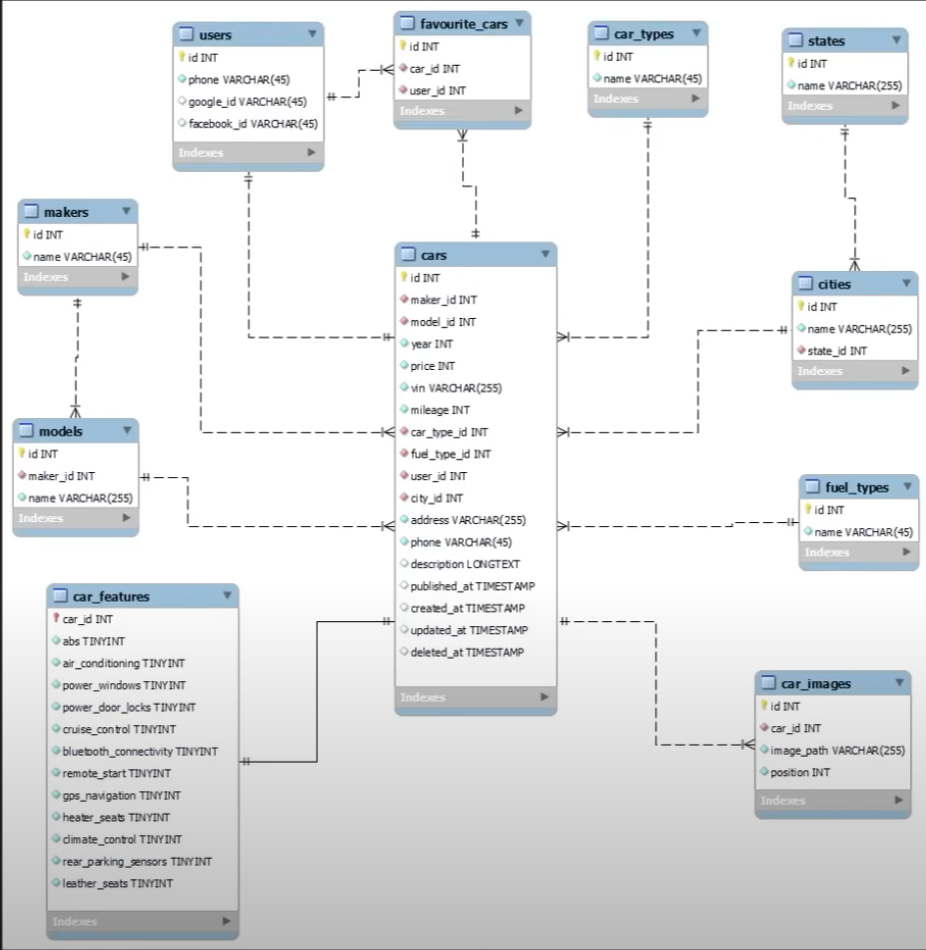 users
id INT
phone VARCHAR(45)
google_id VARCHAR(45)
facebook_id VARCHAR(45)
Indexes
favourite_cars
id INT
car_id INT
user_id INT
Indexes
car_types
id INT
name VARCHAR(45)
Indexes
states
id INT
name VARCHAR(255)
Indexes
makers
id INT
name VARCHAR(45)
Indexes
cars
id INT
maker_id INT
model_id INT
year INT
price INT
vin VARCHAR(255)
mileage INT
car_type_id INT
fuel_type_id INT
user_id INT
city_id INT
address VARCHAR(255)
phone VARCHAR(45)
description LONGTEXT
published_at TIMESTAMP
created_at TIMESTAMP
updated_at TIMESTAMP
deleted_at TIMESTAMP
Indexes
cities
id INT
name VARCHAR(255)
state_id INT
Indexes
models
id INT
maker_id INT
name VARCHAR(255)
Indexes
fuel_types
id INT
name VARCHAR(45)
Indexes
car_features
car_id INT
abs TINYINT
air_conditioning TINYINT
power_windows TINYINT
power_door_locks TINYINT
cruise_control TINYINT
bluetooth_connectivity TINYINT
remote_start TINYINT
gps_navigation TINYINT
heater_seats TINYINT
climate_control TINYINT
rear_parking_sensors TINYINT
leather_seats TINYINT
Indexes
car_images
id INT
car_id INT
image_path VARCHAR(255)
position INT
Indexes